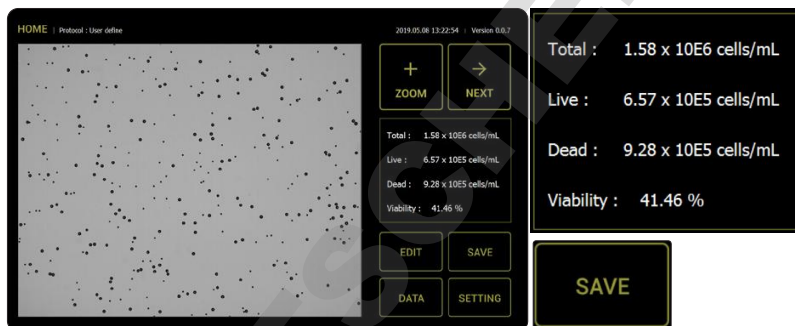 HOME | Protocol : User define
2019.05.08 13:22:54 | Version 0.0.7
+
ZOOM
→
NEXT
Total : 1.58 x 10E6 cells/mL
Live : 6.57 x 10E5 cells/mL
Dead : 9.28 x 10E5 cells/mL
Viability : 41.46 %
EDIT
SAVE
DATA
SETTING
Total : 1.58 x 10E6 cells/mL
Live : 6.57 x 10E5 cells/mL
Dead : 9.28 x 10E5 cells/mL
Viability : 41.46 %
SAVE